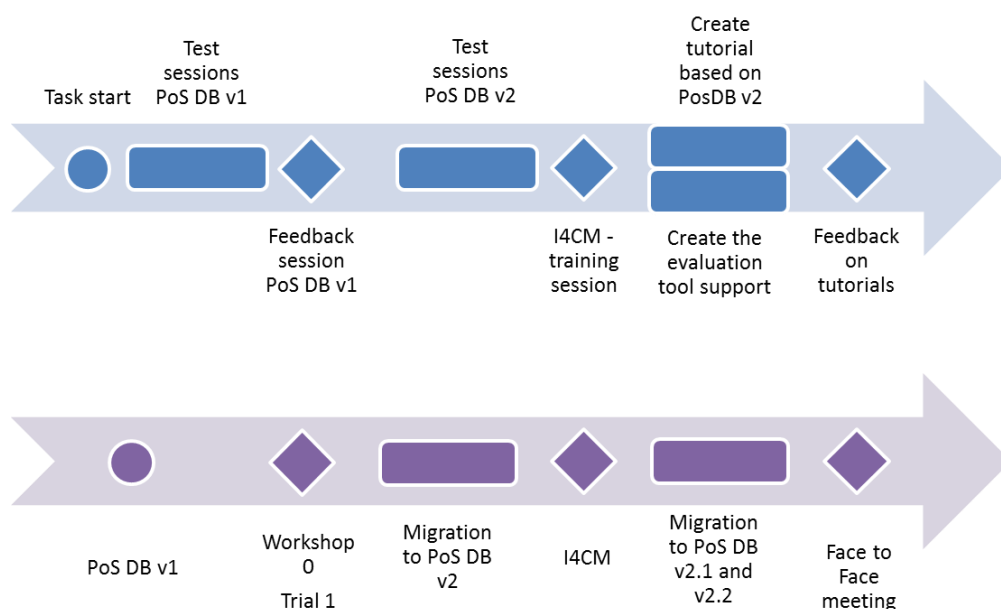 Task start
Test
sessions
PoS DB v1
Test
sessions
PoS DB v2
Create
tutorial
based on
PosDB v2
Feedback
session
PoS DB v1
I4CM -
training
session
Create the
evaluation
tool support
Feedback
on
tutorials
PoS DB v1
Workshop
0
Trial 1
Migration
to PoS DB
v2
I4CM
Migration
to PoS DB
v2.1 and
v2.2
Face to
Face
meeting